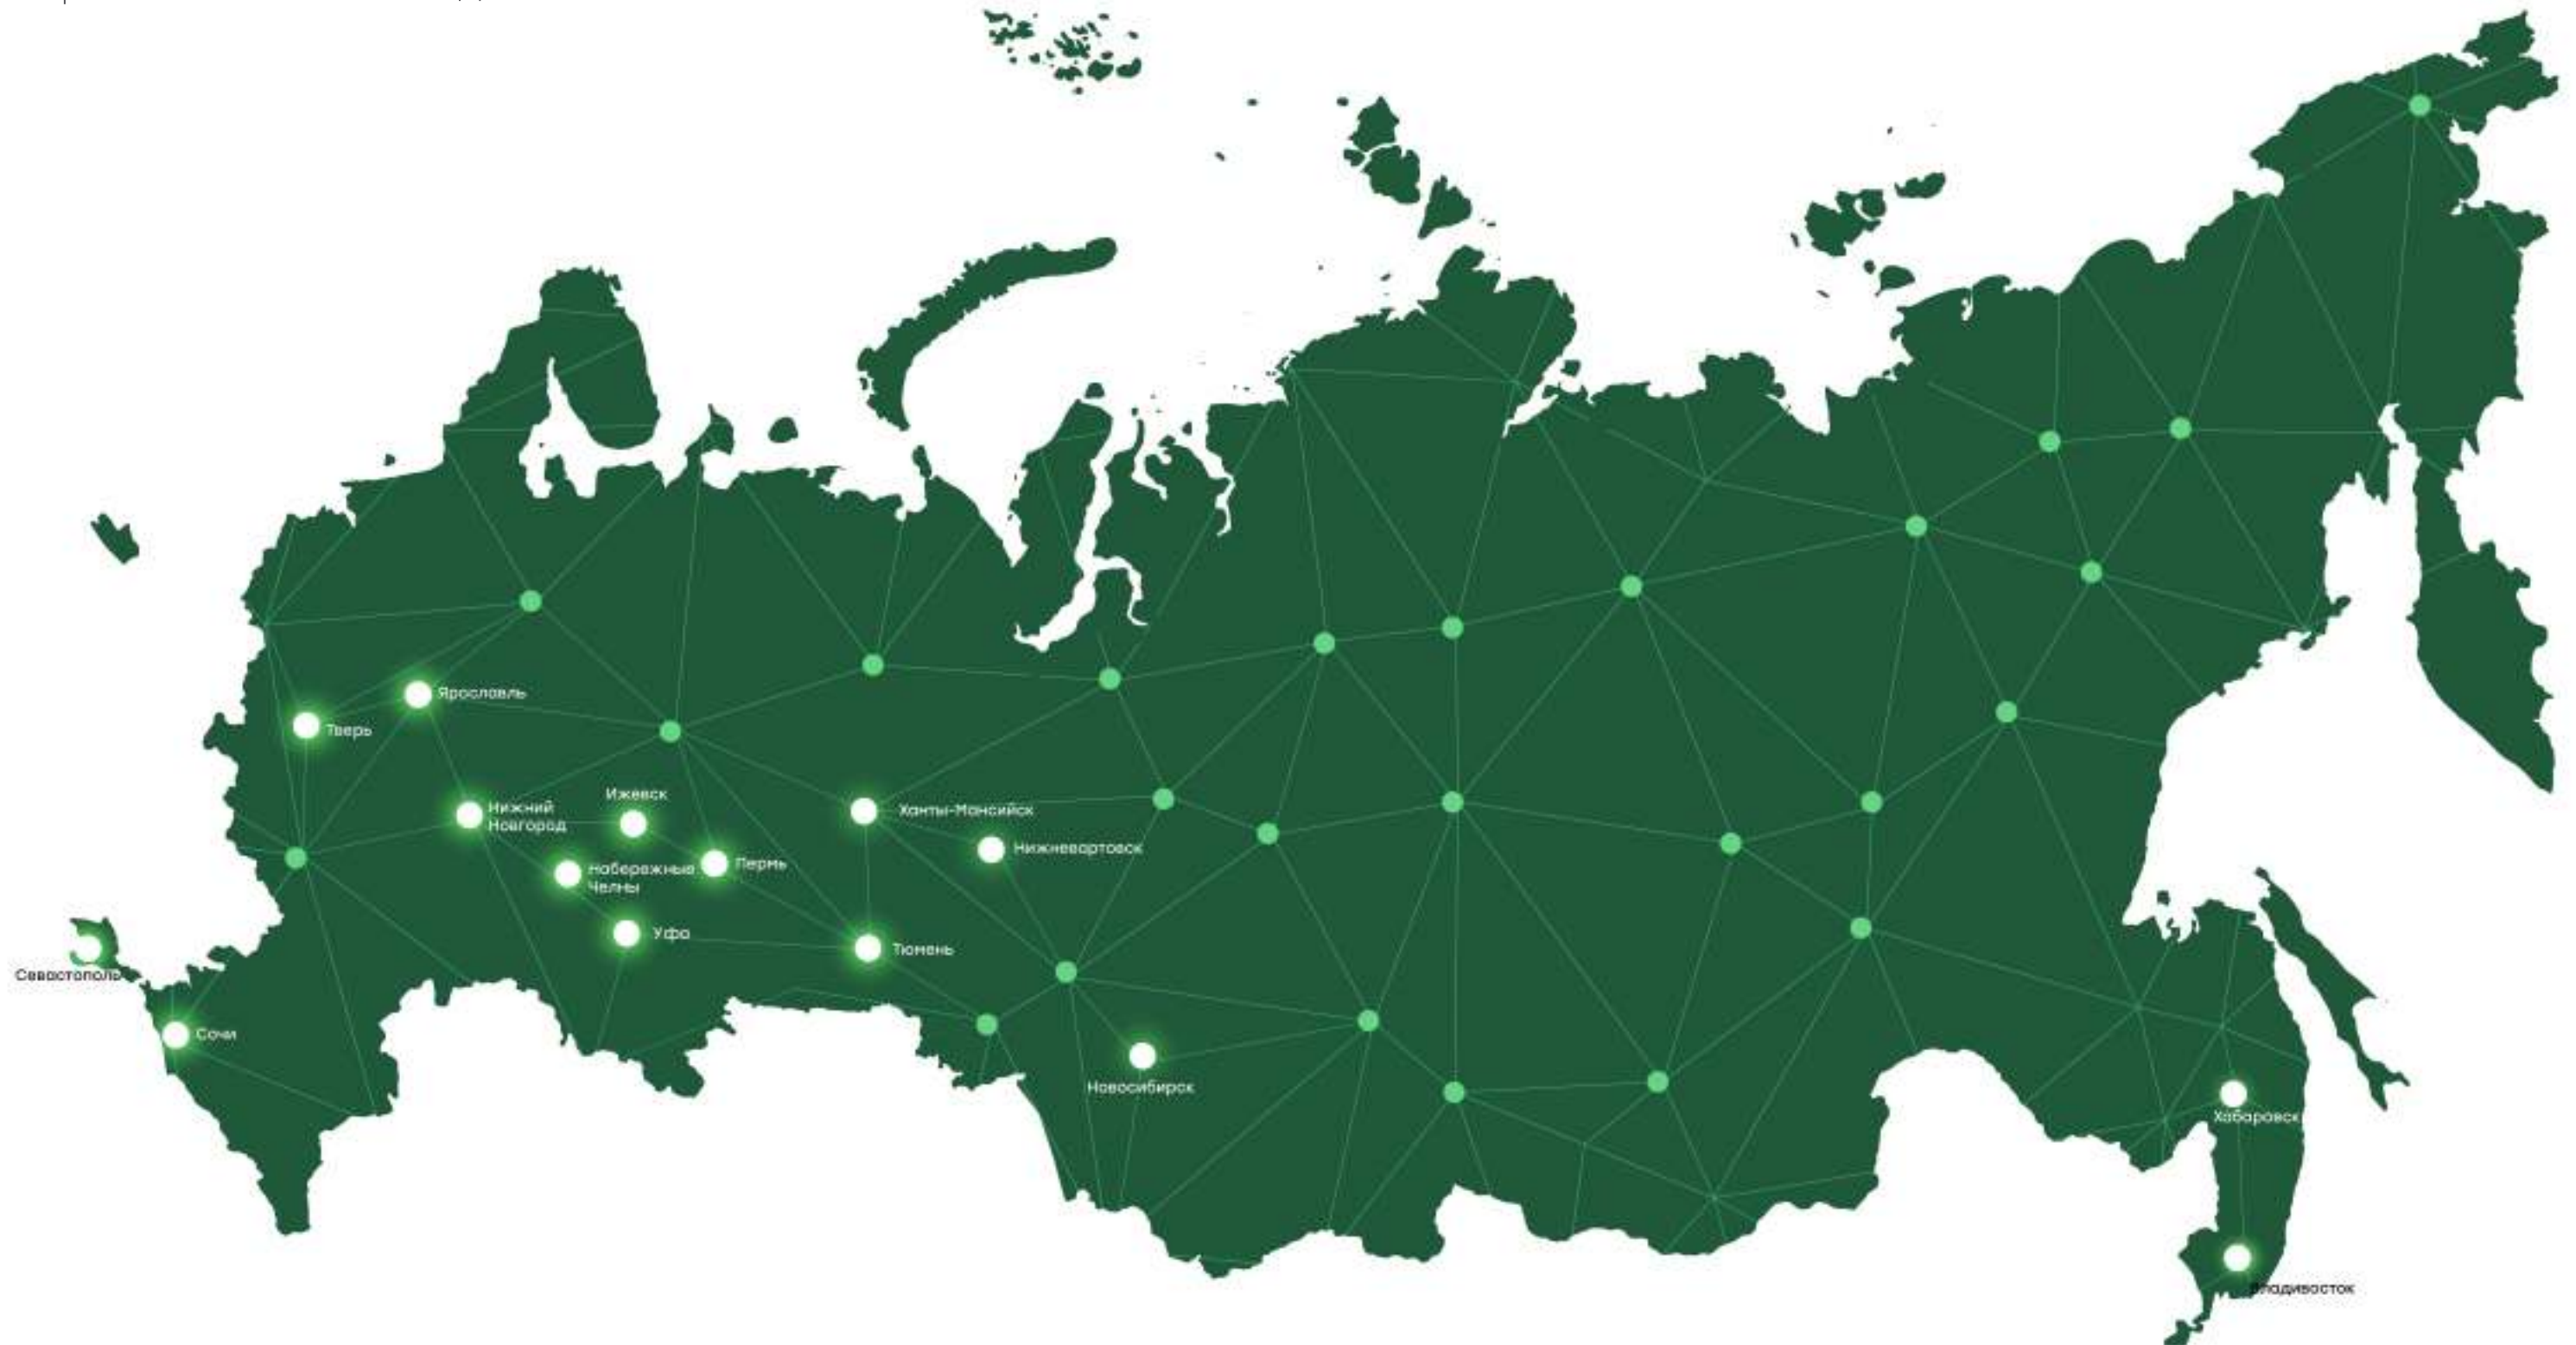 Ярославль
Тверь
Ижевск
Нижний
Новгород
Ханты-Мансийск
Нижневартовск
Набережные
Челны
Пермь
Уфа
Тюмень
Севастополь
Сочи
Новосибирск
Хабаровск
Владивосток